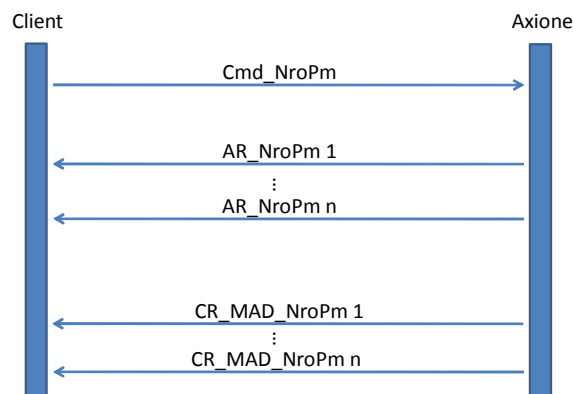 Client
Axione
Cmd_NroPm
AR_NroPm 1
...
AR_NroPm n
CR_MAD_NroPm 1
...
CR_MAD_NroPm n